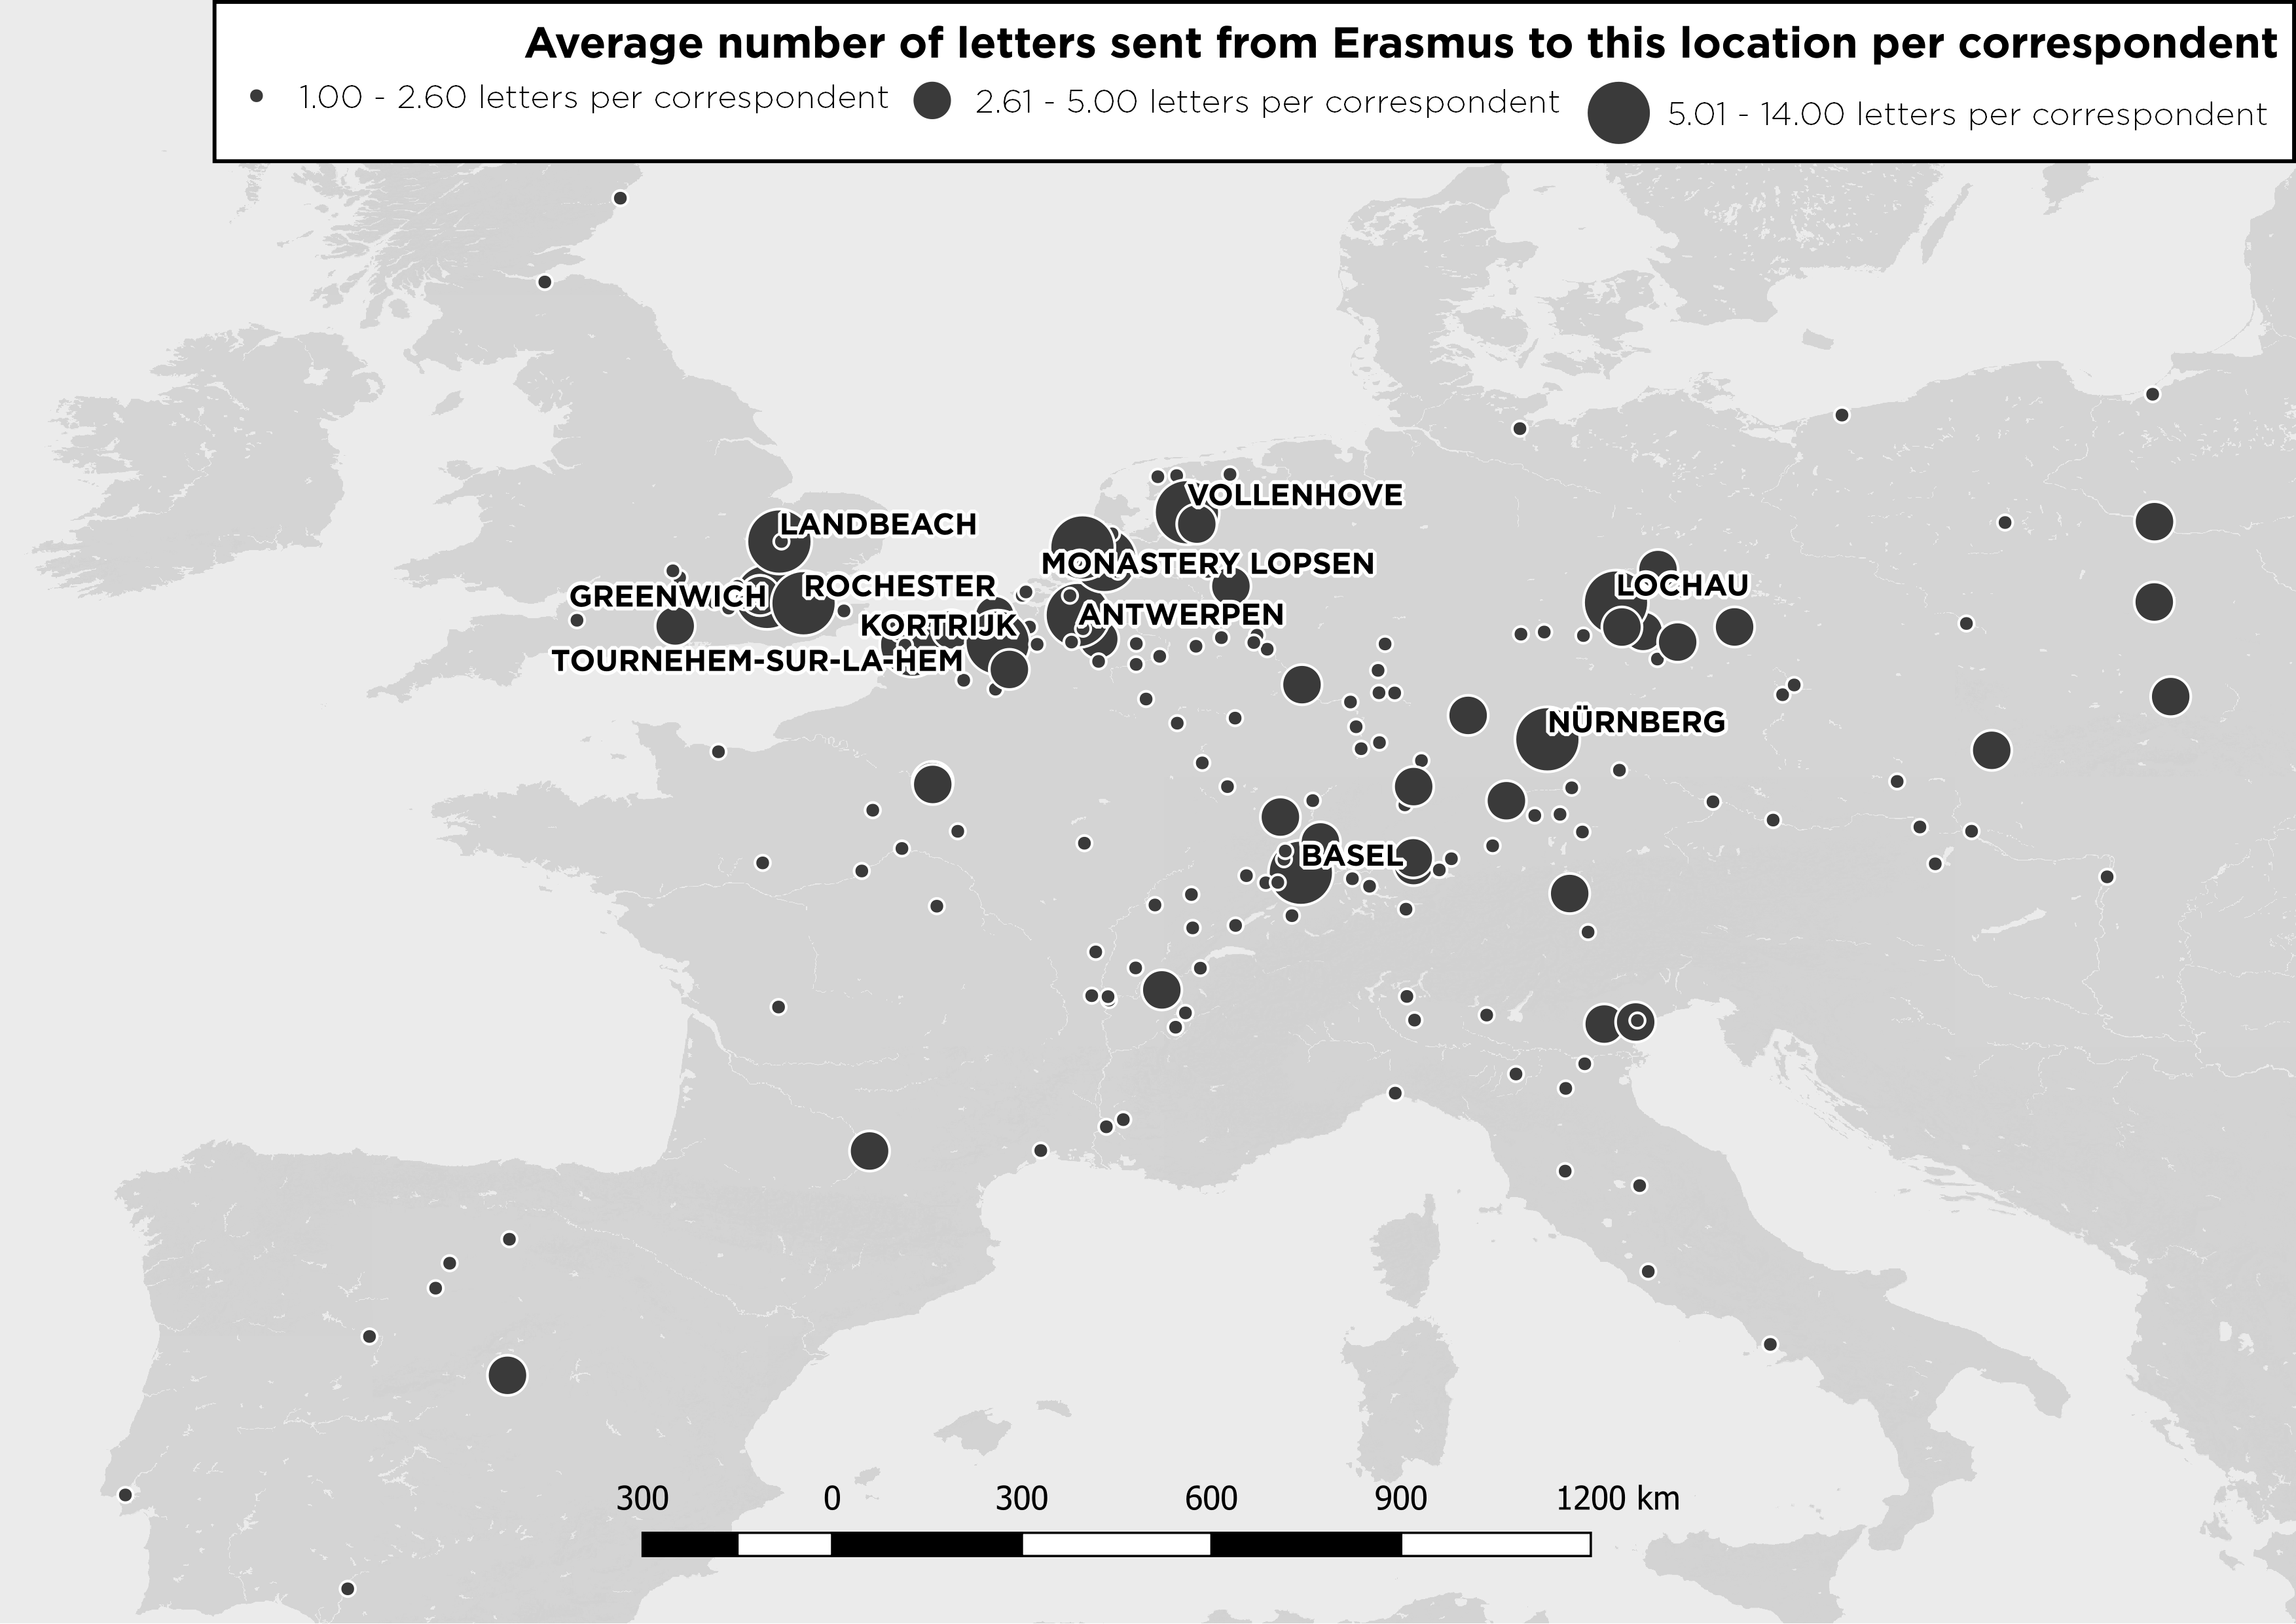 Average number of letters sent from Erasmus to this location per correspondent
1.00 - 2.60 letters per correspondent 2.61 - 5.00 letters per correspondent 5.01 - 14.00 letters per correspondent
VOLLENHOVE
LANDBEACH
MONASTERY LOPSEN
LOCHAU
ROCHESTER
GREENWICH
ANTWERPEN
KORTRIJK
TOURNEHEM-SUR-LA-HEM
NÜRNBERG
BASEL
300 0 300 600 900 1200 km